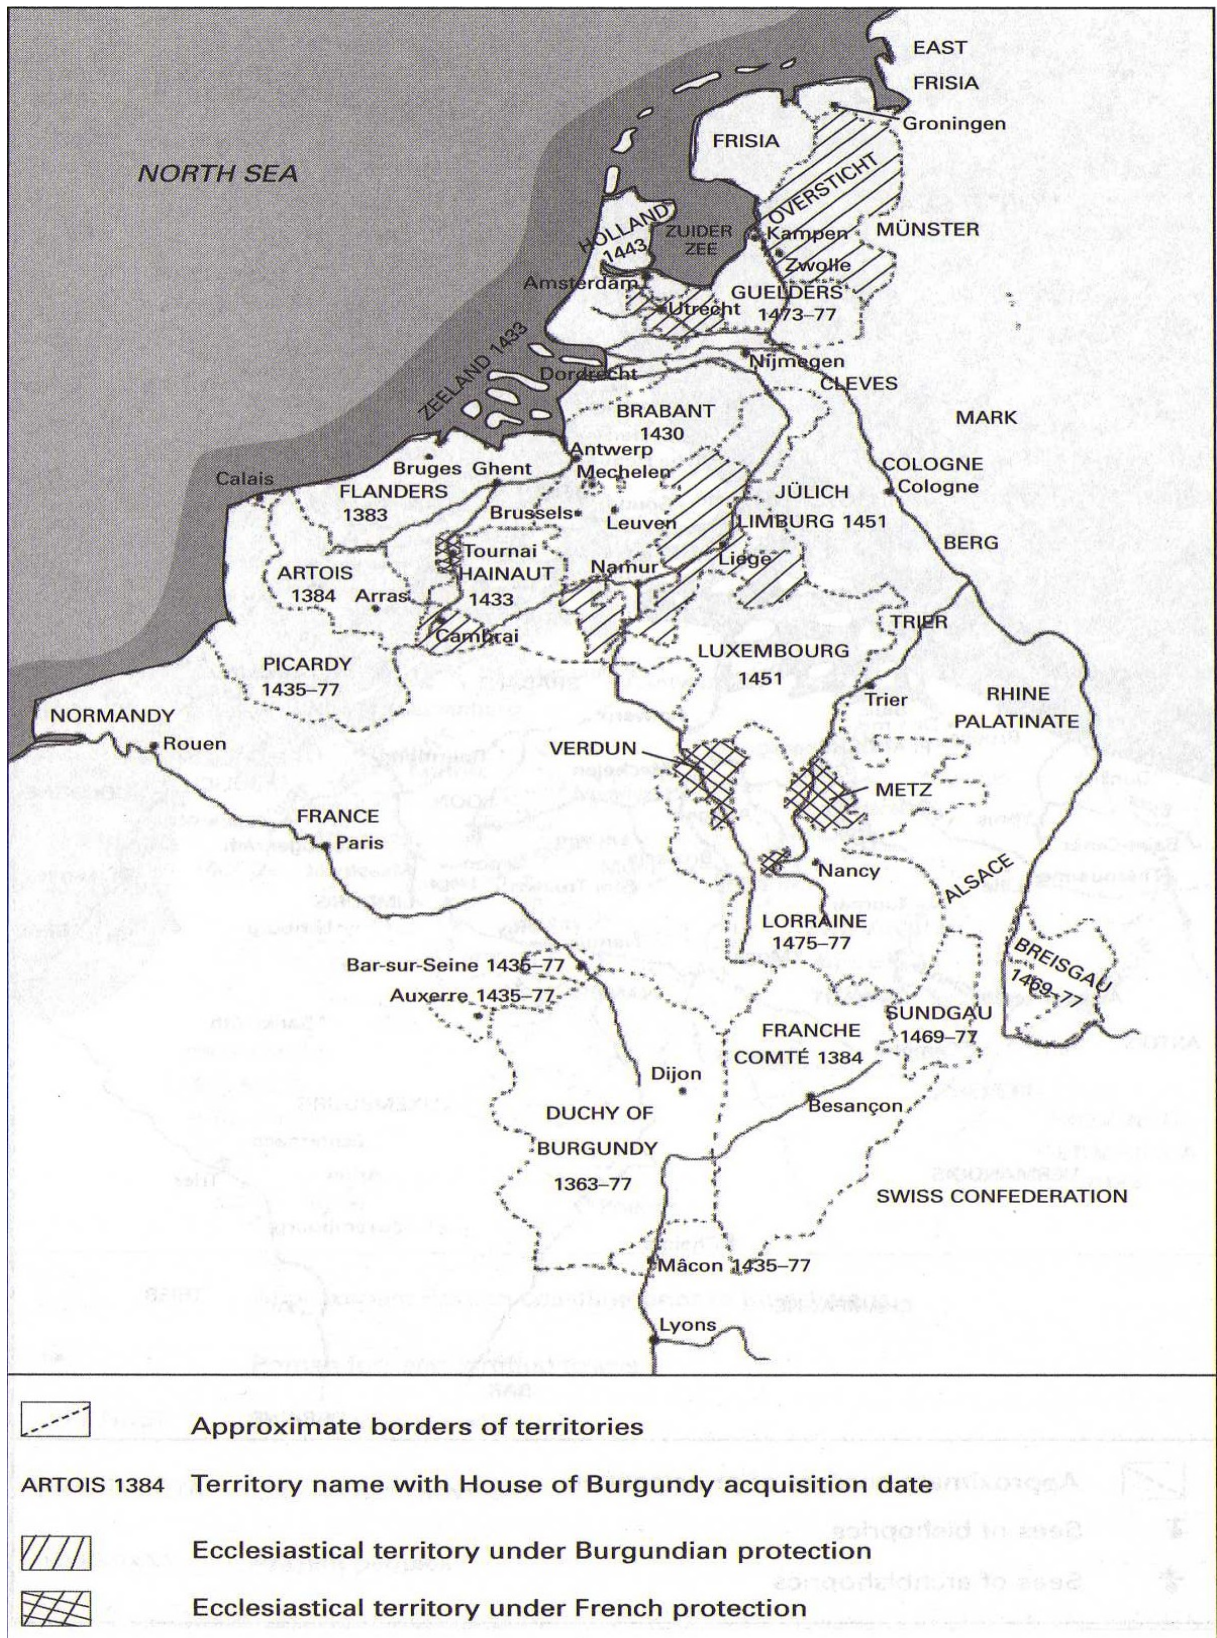 EAST
FRISIA
Groningen
FRISIA
NORTH SEA
OVERSTICHT
HOLLAND
1443
ZUIDER
ZEE
Kampen
MÜNSTER
Zwolle
Amsterdam
GUELDERS
1473–77
Utrecht
ZEELAND 1433
Nijmegen
Dordrecht
CLEVES
BRABANT
1430
MARK
Antwerp
Mechelen
Bruges
Ghent
Calais
COLOGNE
Cologne
FLANDERS
1383
JÜLICH
Brussels
Leuven
LIMBURG 1451
BERG
Tournai
Liege
HAINAUT
1433
Namur
ARTOIS
1384
Arras
Cambrai
TRIER
LUXEMBOURG
1451
PICARDY
1435–77
Trier
RHINE
PALATINATE
NORMANDY
Rouen
VERDUN
METZ
FRANCE
Paris
Nancy
ALSACE
LORRAINE
1475–77
BREISGAU
1469–77
Bar-sur-Seine 1435–77
Auxerre 1435–77
SUNDGAU
1469–77
FRANCHE
COMTÉ 1384
Dijon
Besançon
DUCHY OF
BURGUNDY
1363–77
SWISS CONFEDERATION
Mâcon 1435–77
Lyons
Approximate borders of territories
ARTOIS 1384 Territory name with House of Burgundy acquisition date
Ecclesiastical territory under Burgundian protection
Ecclesiastical territory under French protection